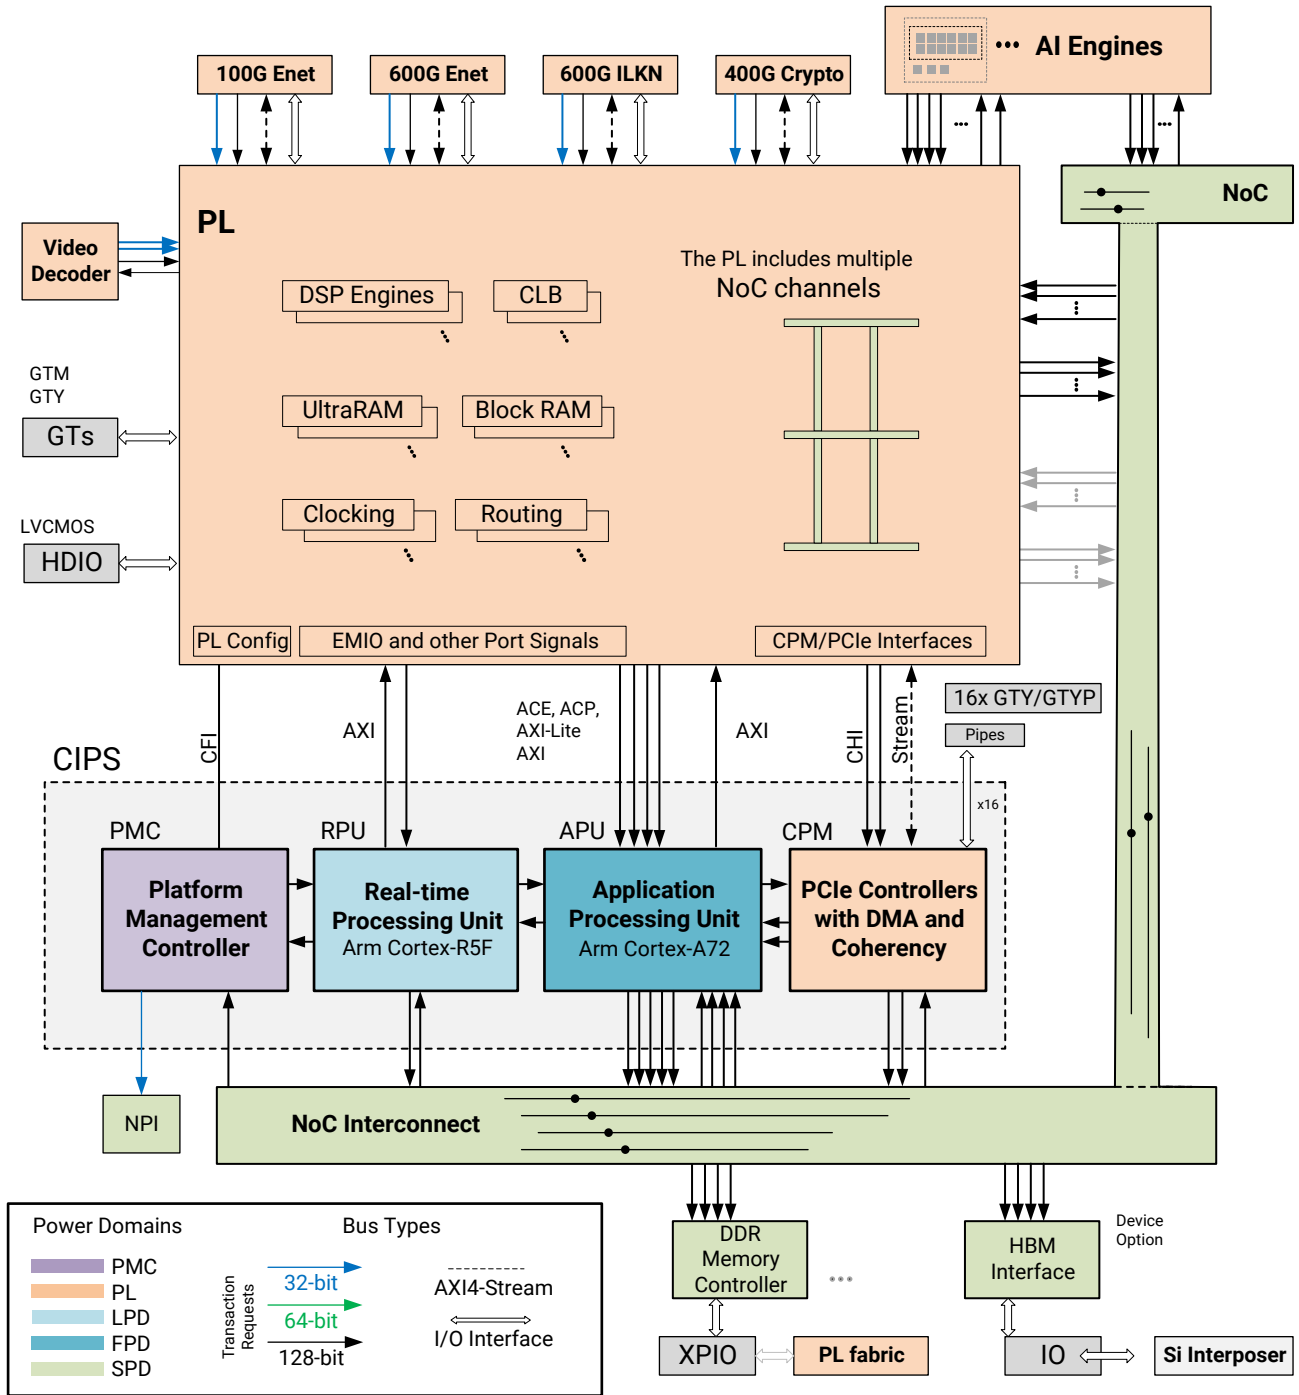 100G Enet
600G Enet
600G ILKN
400G Crypto
AI Engines
NoC
PL
Video
Decoder
The PL includes multiple
NoC channels
DSP Engines
CLB
GTM
GTY
GTs
UltraRAM
Block RAM
LVCMOS
HDIO
Clocking
Routing
PL Config
EMIO and other Port Signals
CPM/PCIe Interfaces
16x GTY/GTYP
Pipes
x16
CFI
AXI
ACE, ACP,
AXI-Lite
AXI
AXI
CHI
Stream
CIPS
PMC
RPU
APU
CPM
Platform
Management
Controller
Real-time
Processing Unit
Arm Cortex-R5F
Application
Processing Unit
Arm Cortex-A72
PCIe Controllers
with DMA and
Coherency
NPI
NoC Interconnect
DDR
Memory
Controller
HBM
Interface
Device
Option
XPIO
PL fabric
IO
Si Interposer
Power Domains
PMC
PL
LPD
FPD
SPD
Bus Types
Transaction
Requests
32-bit
64-bit
128-bit
AXI4-Stream
I/O Interface